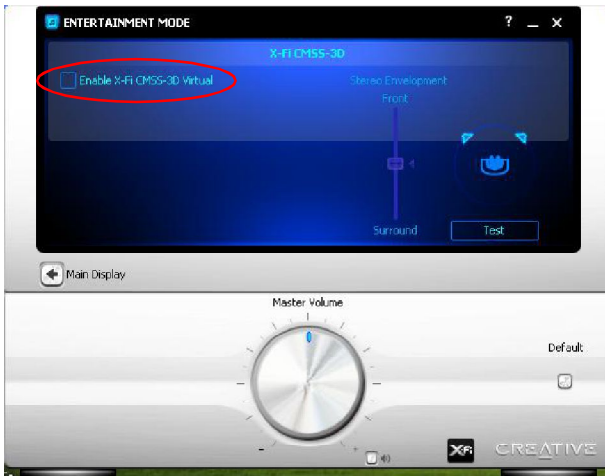 ENTERTAINMENT MODE
? _ X
X-Fi CMSS-3D
Enable X-Fi CMSS-3D Virtual
Stereo Envelopment
Front
Surround
Test
Main Display
Master Volume
Default
- +
X-Fi CREATIVE